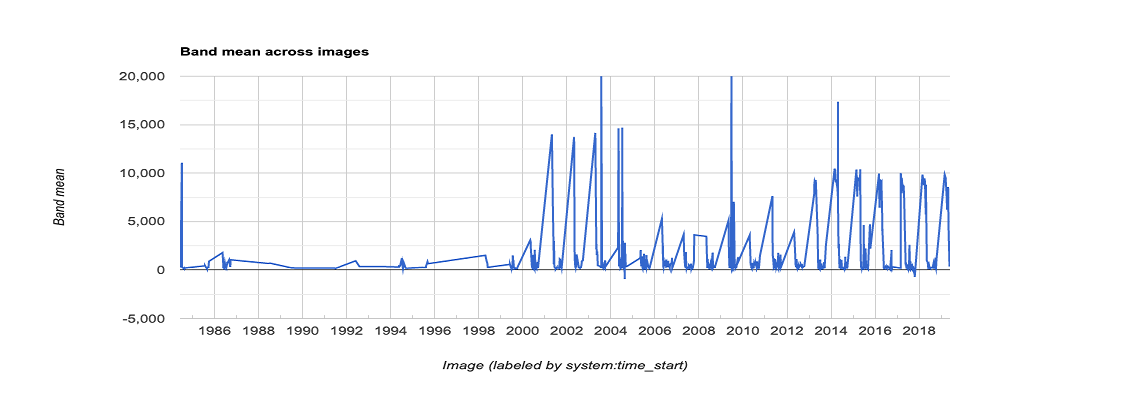 Band mean across images
20,000
15,000
10,000
5,000
0
-5,000
Band mean
1986 1988 1990 1992 1994 1996 1998 2000 2002 2004 2006 2008 2010 2012 2014 2016 2018
Image (labeled by system:time_start)